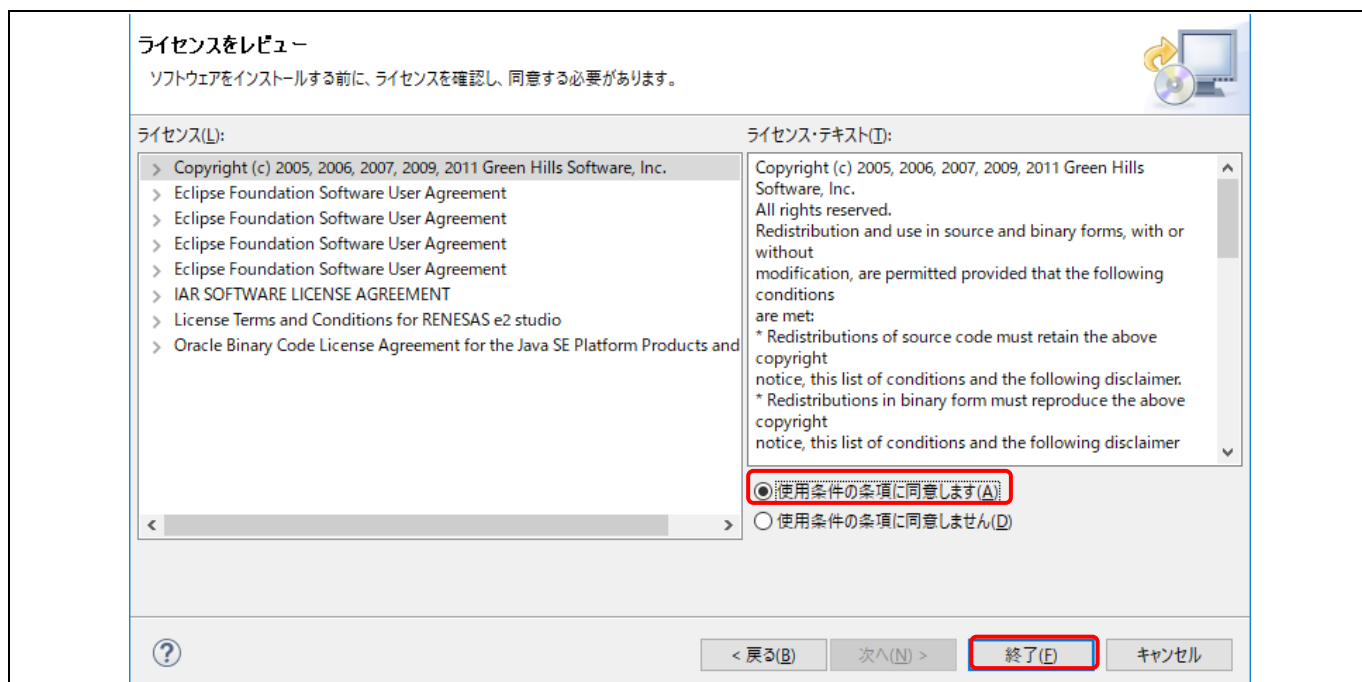 ライセンスをレビュー
ソフトウェアをインストールする前に、ライセンスを確認し、同意する必要があります。
ライセンス(L):
Copyright (c) 2005, 2006, 2007, 2009, 2011 Green Hills Software, Inc.
Eclipse Foundation Software User Agreement
Eclipse Foundation Software User Agreement
Eclipse Foundation Software User Agreement
Eclipse Foundation Software User Agreement
IAR SOFTWARE LICENSE AGREEMENT
License Terms and Conditions for RENESAS e2 studio
Oracle Binary Code License Agreement for the Java SE Platform Products and
ライセンス・テキスト(T):
Copyright (c) 2005, 2006, 2007, 2009, 2011 Green Hills
Software, Inc.
All rights reserved.
Redistribution and use in source and binary forms, with or
without
modification, are permitted provided that the following
conditions
are met:
* Redistributions of source code must retain the above
copyright
notice, this list of conditions and the following disclaimer.
* Redistributions in binary form must reproduce the above
copyright
notice, this list of conditions and the following disclaimer
使用条件の条項に同意します(A)
使用条件の条項に同意しません(D)
?
< 戻る(B)
次へ(N) >
終了(F)
キャンセル